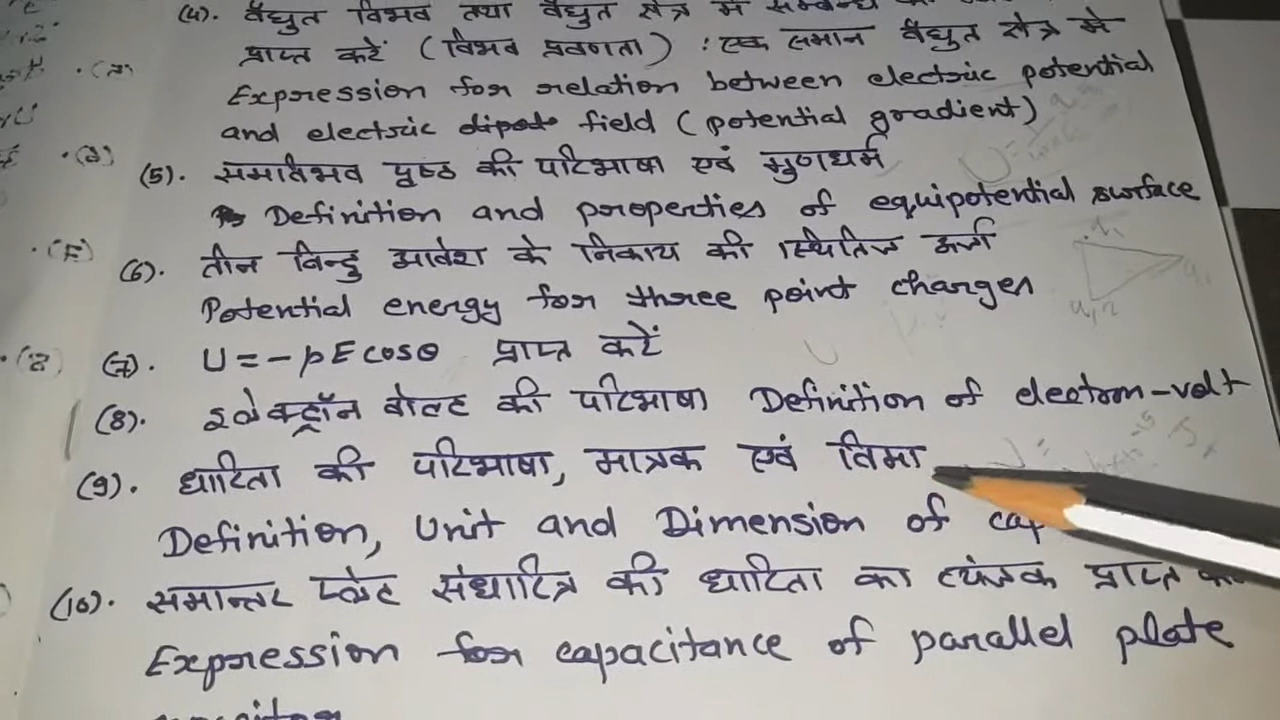 (4). वैद्युत विभव तथा वैद्युत क्षेत्र में सम्बन्ध का
प्राप्त करें (विभव प्रवणता) : एक समान वैद्युत क्षेत्र में
Expression for relation between electric potential
and electric dipole field (potential gradient)
(5). समविभव पृष्ठ की परिभाषा एवं गुणधर्म
Definition and properties of equipotential surface
(6). तीन बिन्दु आवेश के निकाय की स्थितिज ऊर्जा
Potential energy for three point charges
(7). U = -pE cosθ प्राप्त करें
(8). इलेक्ट्रॉन वोल्ट की परिभाषा Definition of electron-volt
(9). धारिता की परिभाषा, मात्रक एवं विमा
Definition, Unit and Dimension of cap
(10). समान्तर प्लेट संधारित्र की धारिता का व्यंजक प्राप्त
Expression for capacitance of parallel plate